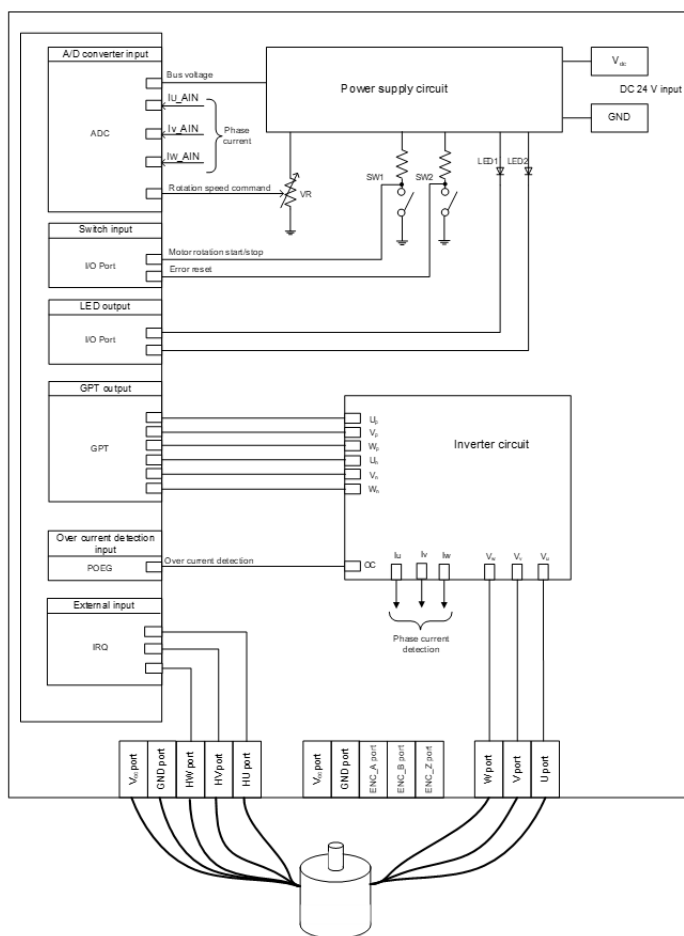 A/D converter input
ADC
Bus voltage
IU_AIN
IV_AIN
IW_AIN
Phase
current
Rotation speed command
VR
Power supply circuit
Vdc
DC 24 V input
GND
SW1
SW2
LED1
LED2
Switch input
I/O Port
Motor rotation start/stop
Error reset
LED output
I/O Port
GPT output
GPT
Up
Vp
Wp
Un
Vn
Wn
Inverter circuit
Over current detection
input
POEG
Over current detection
OC
Iu
Iv
Iw
Vw
Vv
Vu
Phase current
detection
External input
IRQ
Vcc port
GND port
HW port
HV port
HU port
Vcc port
GND port
ENC_A port
ENC_B port
ENC_Z port
W port
V port
U port